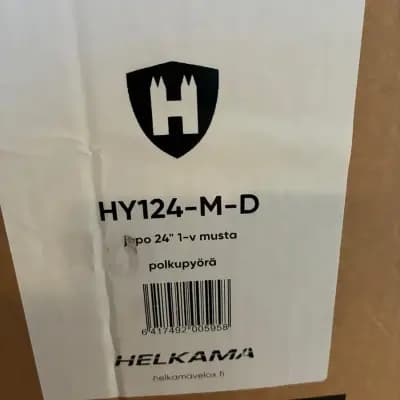 H
HY124-M-D
jopo 24" 1-v musta
polkupyörä
6 417492 005958
HELKAMA
helkamavelox.fi